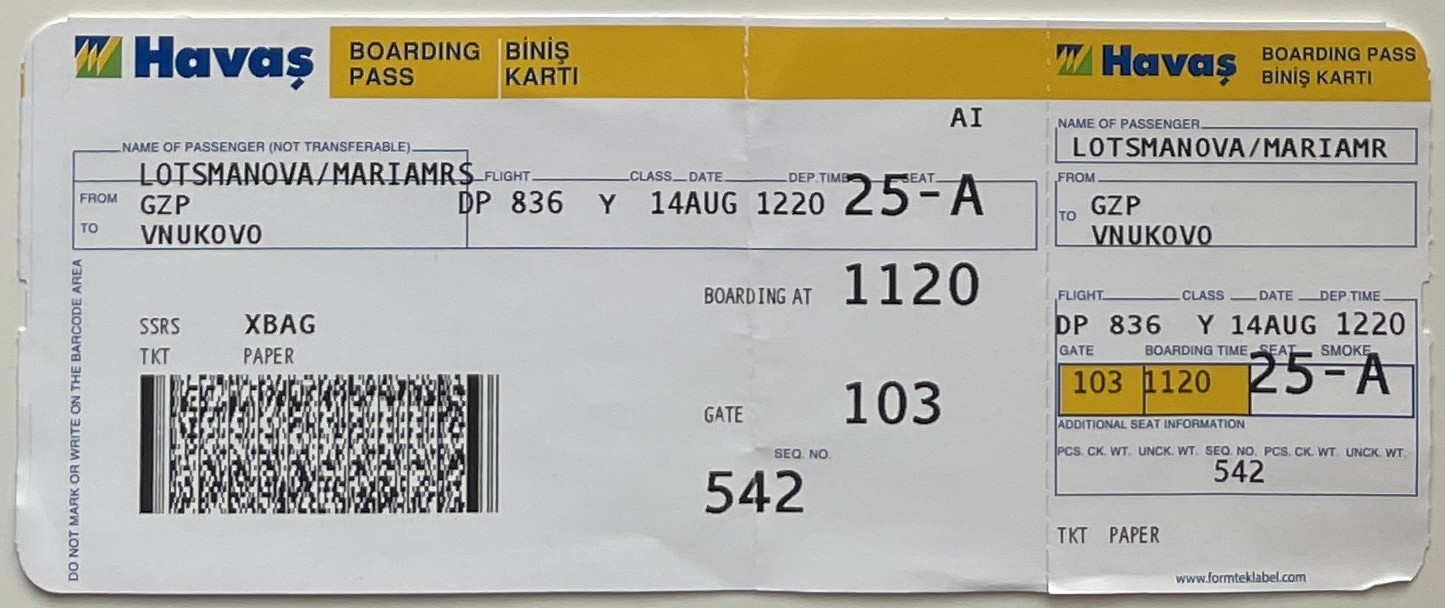 Havaş
BOARDING PASS
BİNİŞ KARTI
AI
NAME OF PASSENGER (NOT TRANSFERABLE)
LOTSMANOVA/MARIAMRS
FLIGHT CLASS DATE DEP.TIME SEAT
FROM GZP
DP 836 Y 14AUG 1220 25-A
TO VNUKOVO
BOARDING AT 1120
SSRS XBAG
TKT PAPER
GATE 103
SEQ. NO.
542
DO NOT MARK OR WRITE ON THE BARCODE AREA
Havaş
BOARDING PASS
BİNİŞ KARTI
NAME OF PASSENGER
LOTSMANOVA/MARIAMR
FROM
GZP
TO
VNUKOVO
FLIGHT CLASS DATE DEP.TIME
DP 836 Y 14AUG 1220
GATE BOARDING TIME SEAT SMOKE
103 1120 25-A
ADDITIONAL SEAT INFORMATION
PCS. CK. WT. UNCK. WT. SEQ. NO. PCS. CK. WT. UNCK. WT.
542
TKT PAPER
www.formteklabel.com